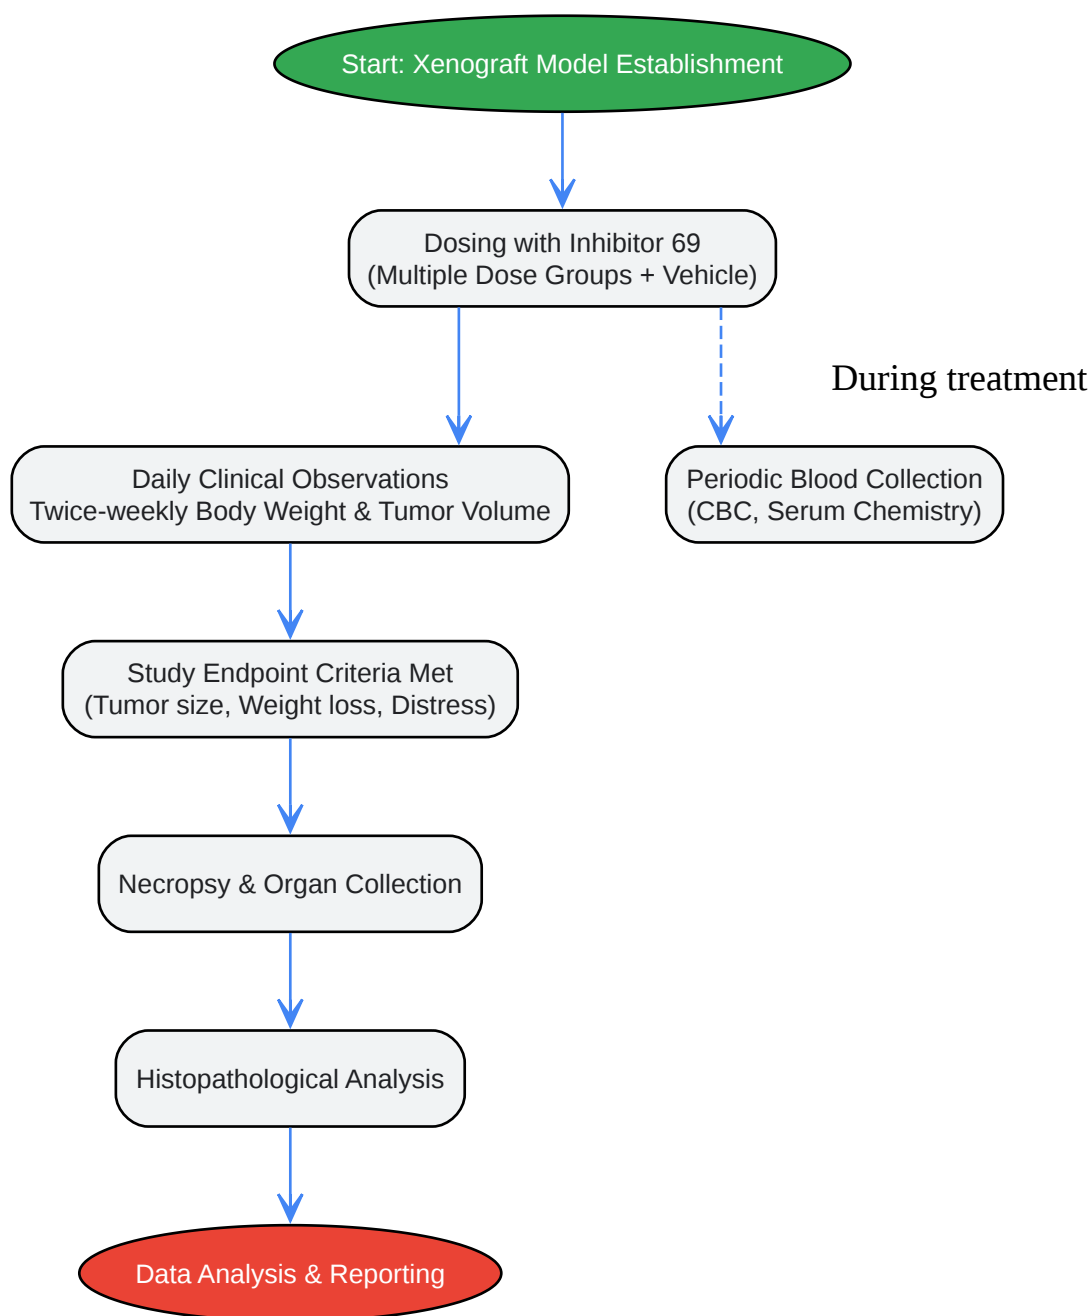 Start: Xenograft Model Establishment
Dosing with Inhibitor 69
(Multiple Dose Groups + Vehicle)
During treatment
Daily Clinical Observations
Twice-weekly Body Weight & Tumor Volume
Periodic Blood Collection
(CBC, Serum Chemistry)
Study Endpoint Criteria Met
(Tumor size, Weight loss, Distress)
Necropsy & Organ Collection
Histopathological Analysis
Data Analysis & Reporting